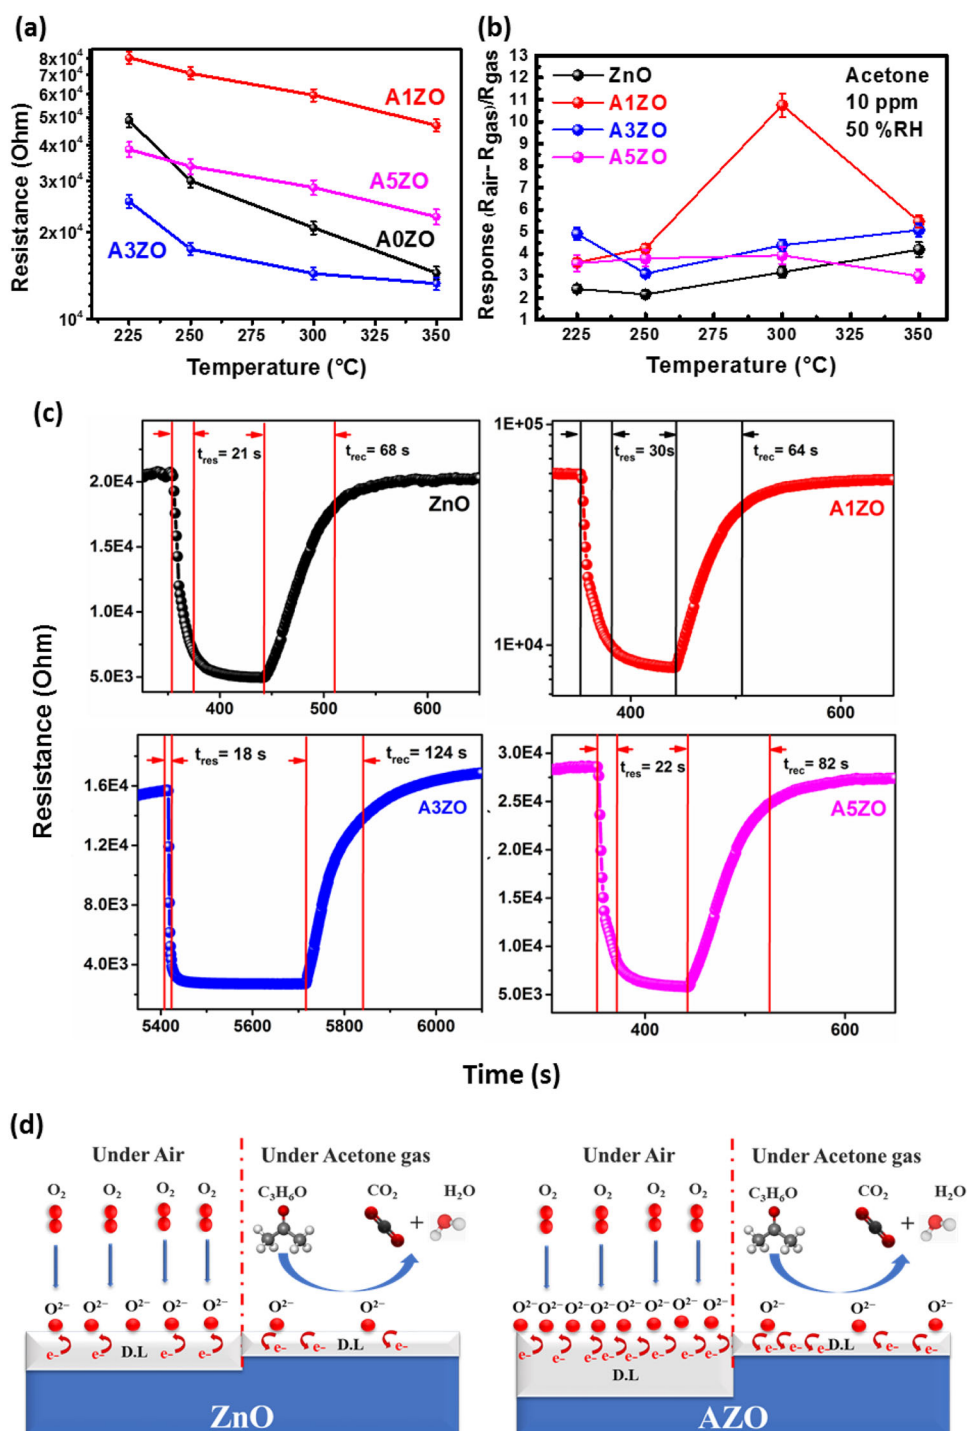 (a)
8x10⁴
7x10⁴
6x10⁴
5x10⁴
4x10⁴
3x10⁴
2x10⁴
10⁴
Resistance (Ohm)
A1ZO
A5ZO
A0ZO
A3ZO
225 250 275 300 325 350
Temperature (°C)
(b)
13
12
11
10
9
8
7
6
5
4
3
2
1
Response (Rair- Rgas)/Rgas
ZnO
A1ZO
A3ZO
A5ZO
Acetone
10 ppm
50 %RH
225 250 275 300 325 350
Temperature (°C)
(c)
Resistance (Ohm)
2.0E4
1.5E4
1.0E4
5.0E3
tres= 21 s
trec= 68 s
ZnO
400 500 600
1E+05
1E+04
tres= 30s
trec= 64 s
A1ZO
400 600
1.6E4
1.2E4
8.0E3
4.0E3
tres= 18 s
trec= 124 s
A3ZO
5400 5600 5800 6000
3.0E4
2.5E4
2.0E4
1.5E4
1.0E4
5.0E3
tres= 22 s
trec= 82 s
A5ZO
400 600
Time (s)
(d)
Under Air
Under Acetone gas
O₂ O₂ O₂ O₂
C₃H₆O CO₂ H₂O
+
O²⁻ O²⁻ O²⁻ O²⁻ O²⁻ O²⁻ O²⁻
e- e- e- e- e- e-
D.L D.L
ZnO
Under Air
Under Acetone gas
O₂ O₂ O₂ O₂
C₃H₆O CO₂ H₂O
+
O²⁻ O²⁻ O²⁻ O²⁻ O²⁻ O²⁻ O²⁻ O²⁻ O²⁻ O²⁻ O²⁻
e- e- e- e- e- e- e- e- e- e- e- e-
D.L D.L
AZO